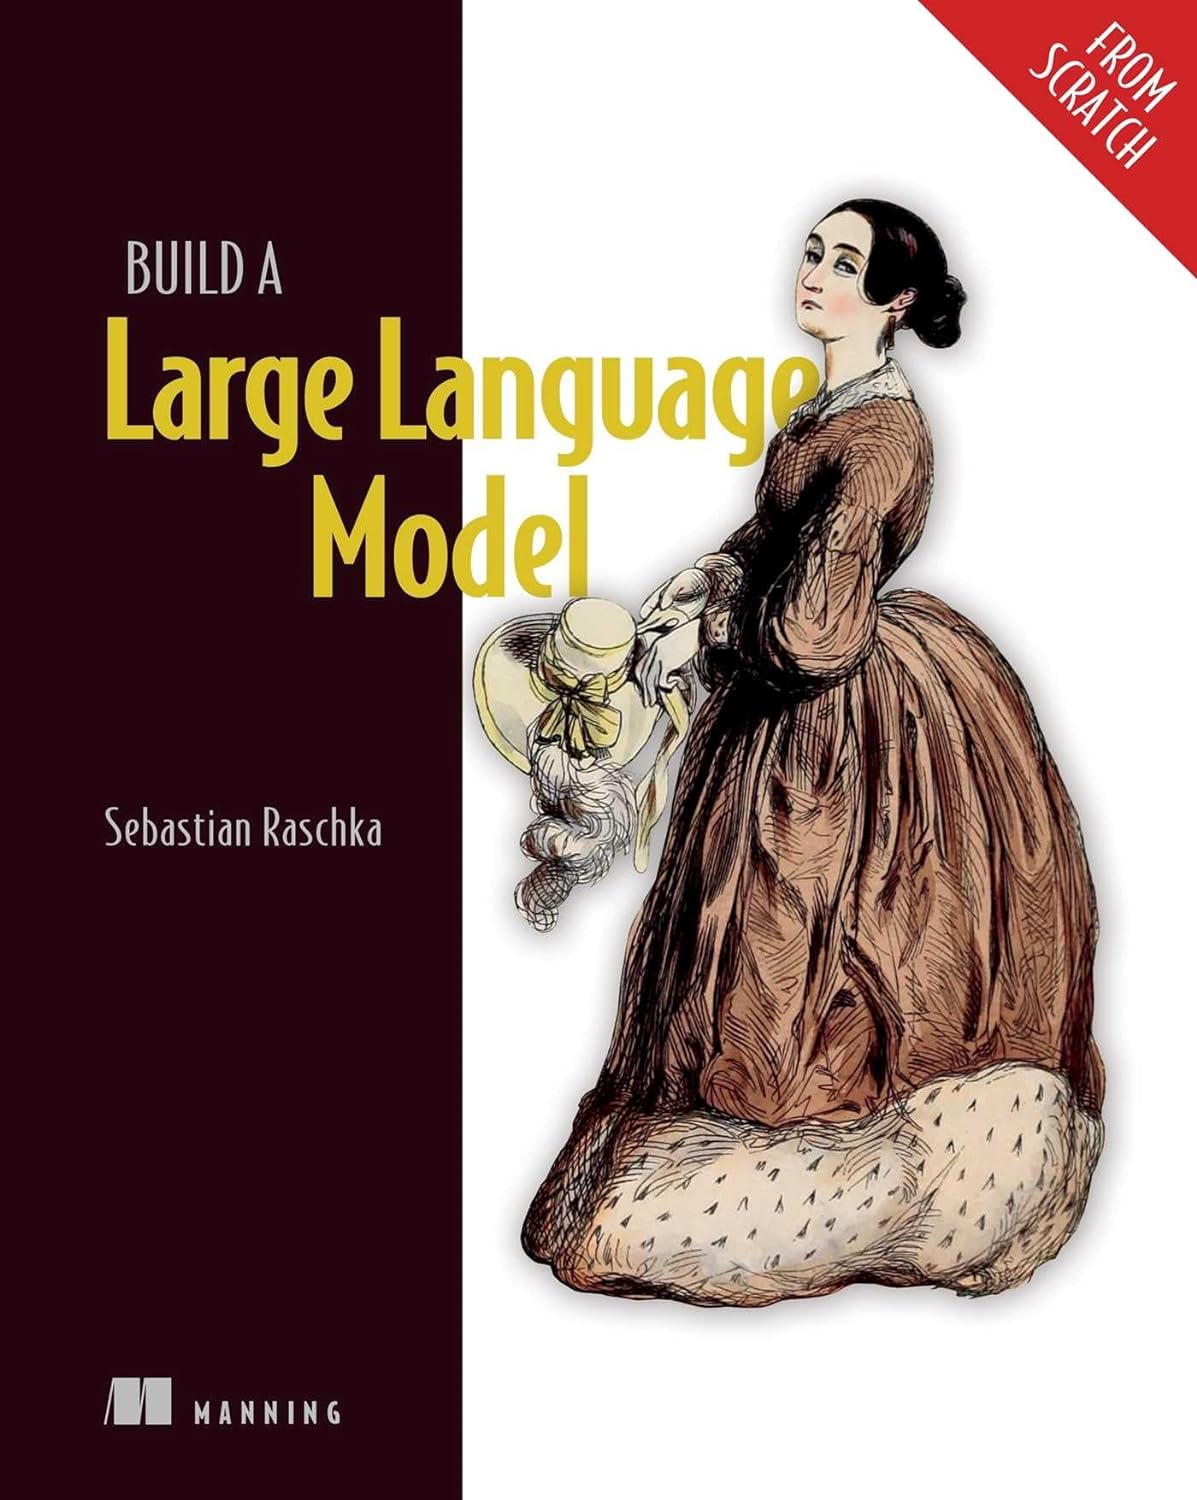 FROM
SCRATCH
BUILD A
Large Language
Model
Sebastian Raschka
MANNING